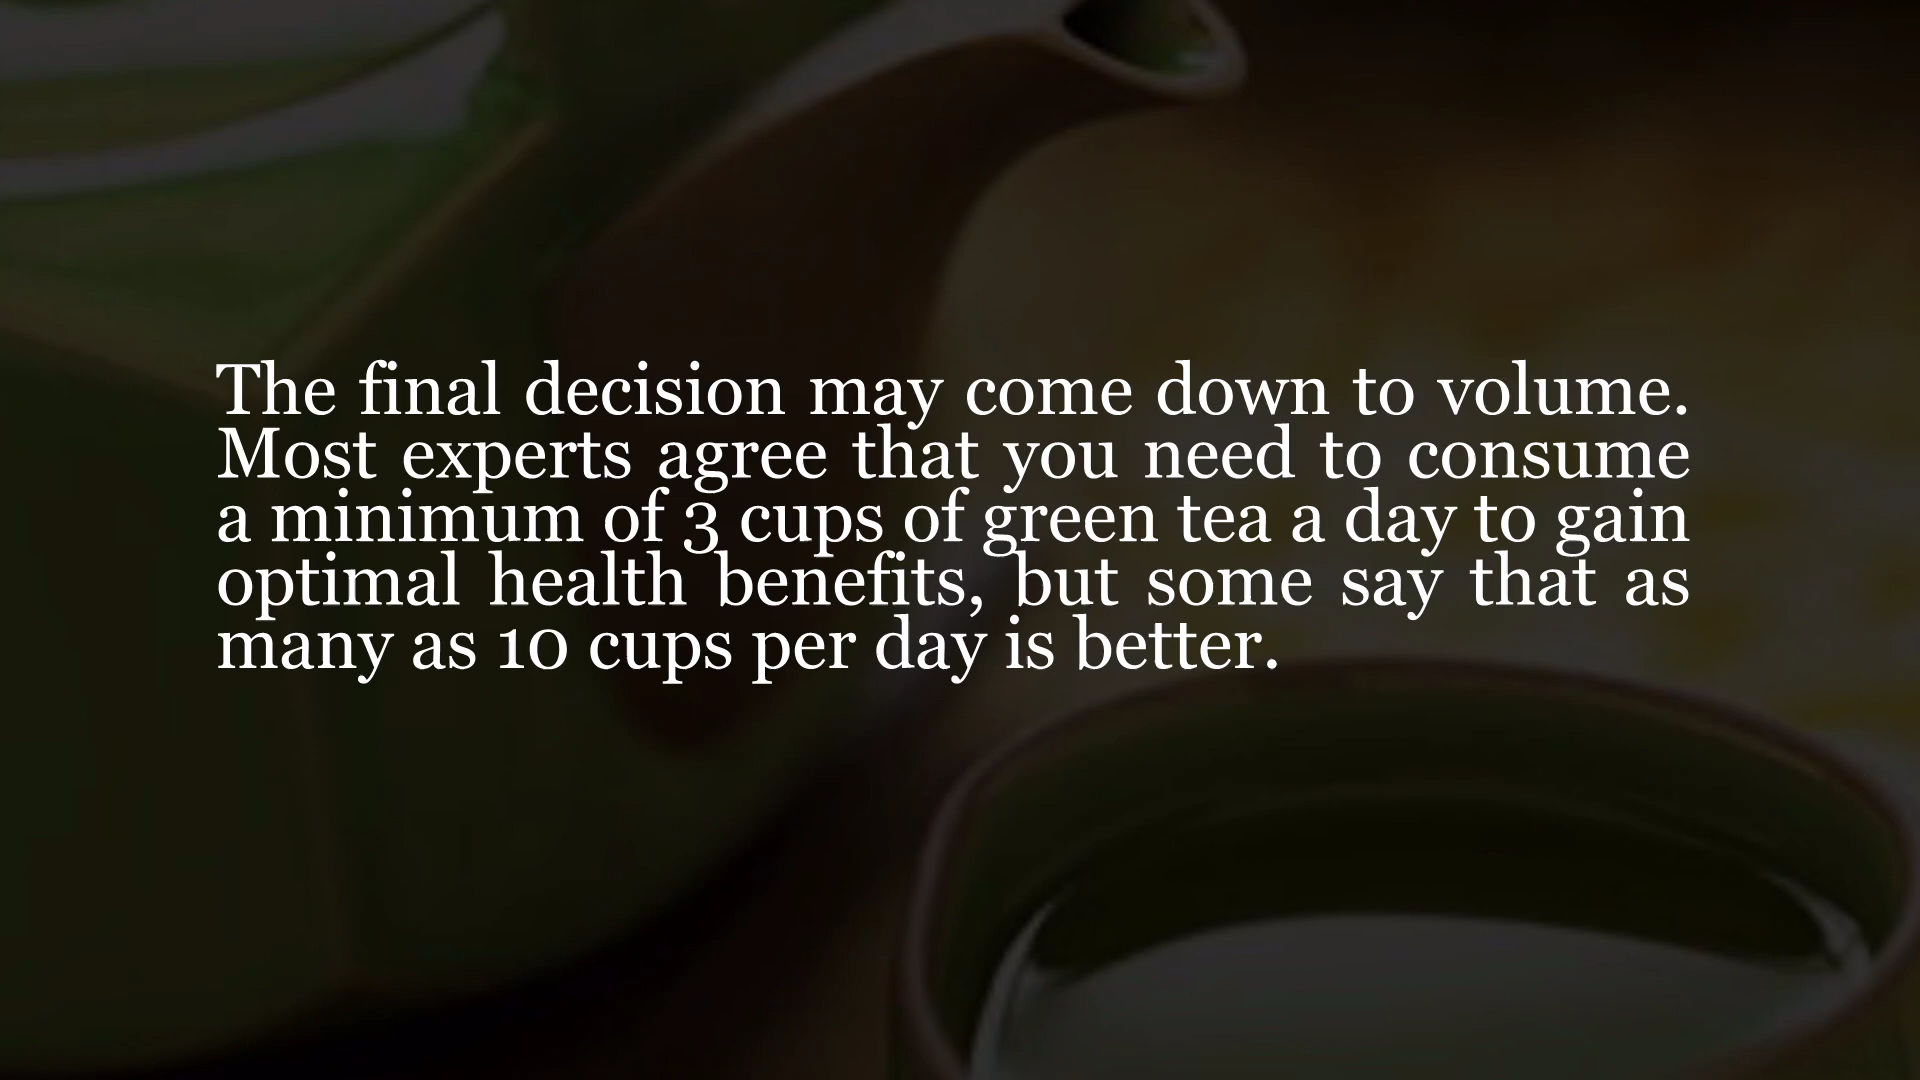 The final decision may come down to volume.
Most experts agree that you need to consume
a minimum of 3 cups of green tea a day to gain
optimal health benefits, but some say that as
many as 10 cups per day is better.